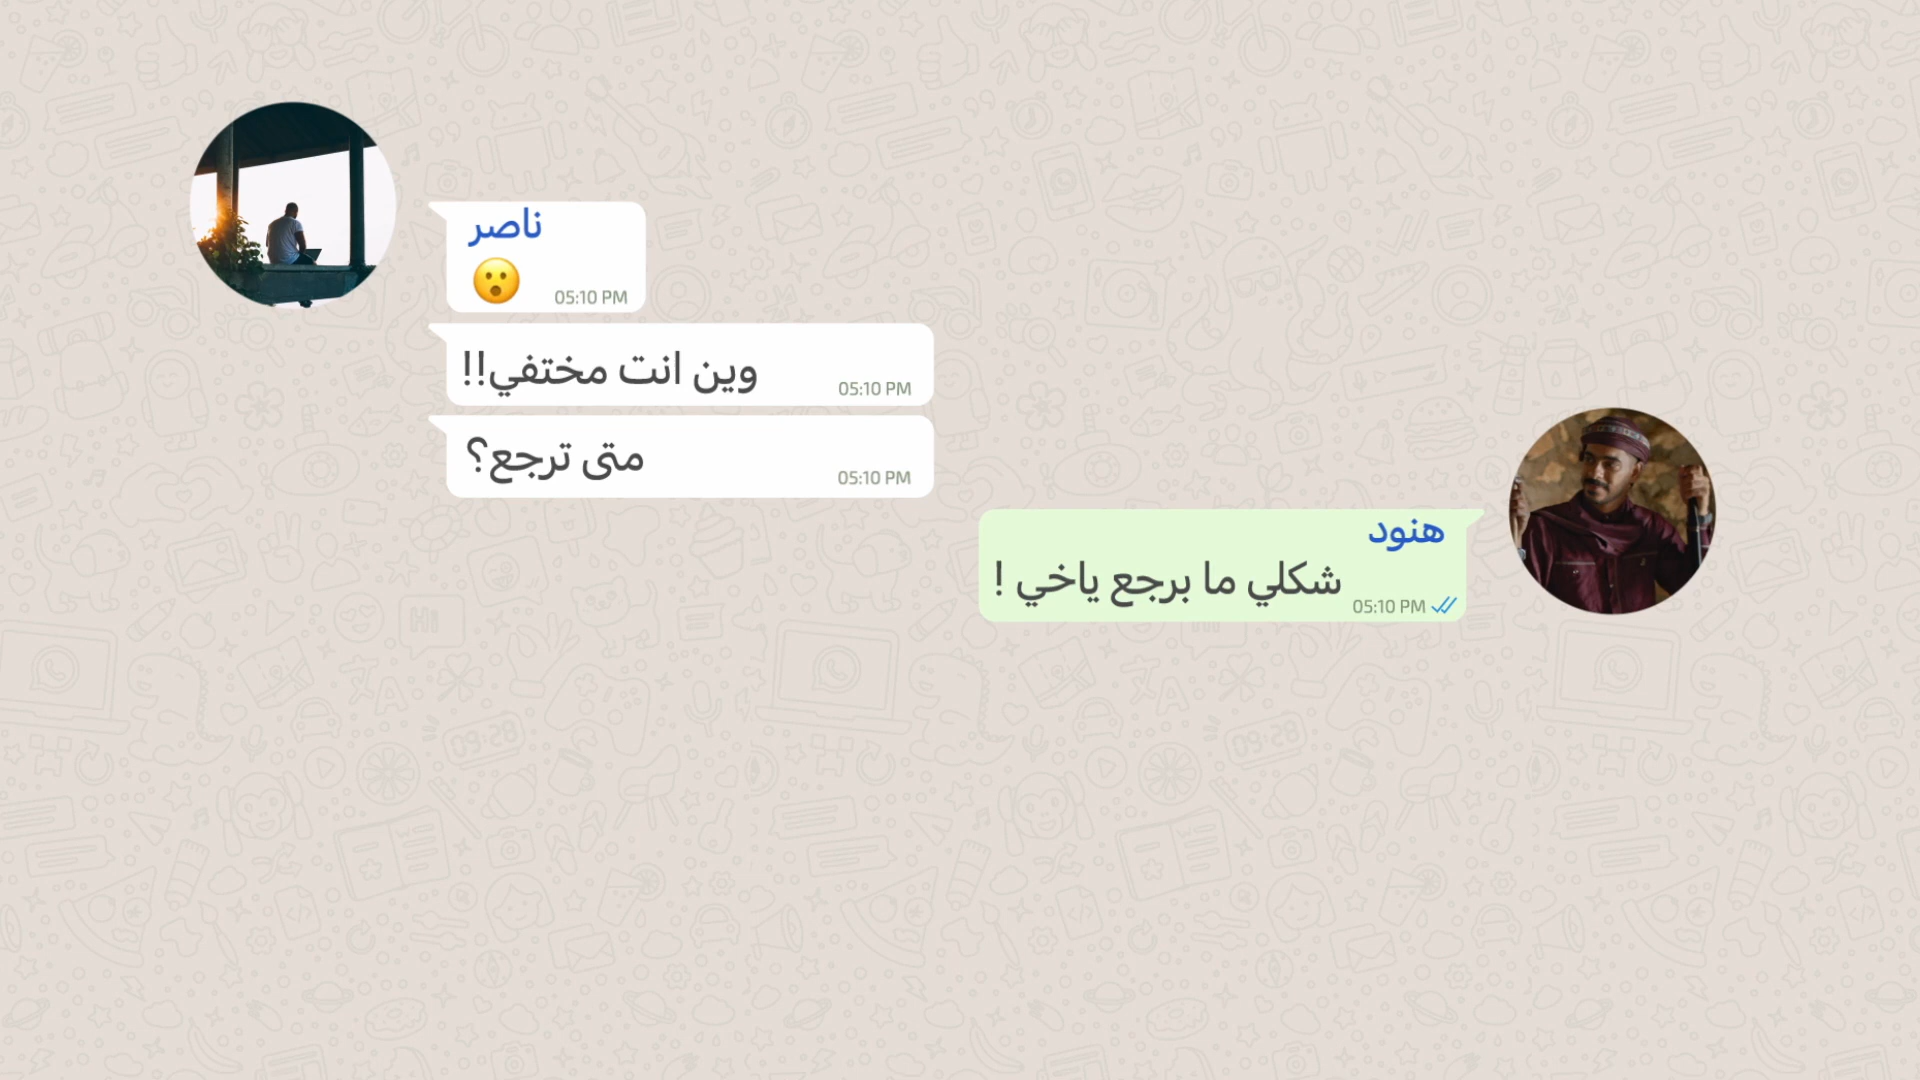 ناصر
😮
05:10 PM
وين انت مختفي!!
05:10 PM
متى ترجع؟
05:10 PM
هنود
شكلي ما برجع ياخي !
05:10 PM